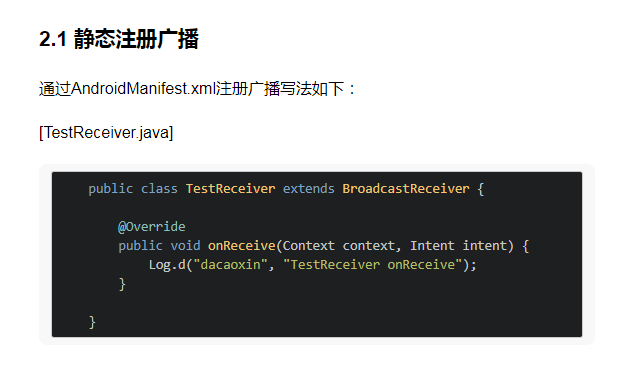 2.1 静态注册广播
通过AndroidManifest.xml注册广播写法如下：
[TestReceiver.java]
public class TestReceiver extends BroadcastReceiver {
@Override
public void onReceive(Context context, Intent intent) {
Log.d("dacaoxin", "TestReceiver onReceive");
}
}